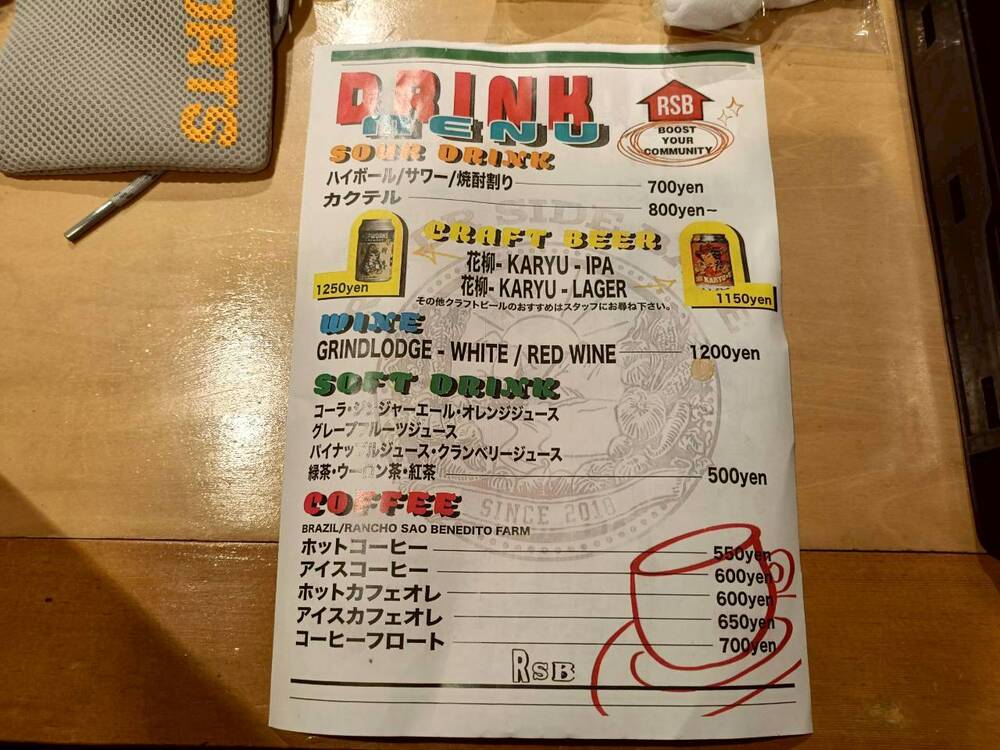 ORTS
DRINK
MENU
RSB
BOOST
YOUR
COMMUNITY
SOUR DRINK
ハイボール/サワー/焼酎割り 700yen
カクテル 800yen~
CRAFT BEER
花柳- KARYU - IPA
花柳- KARYU - LAGER
1250yen
1150yen
その他クラフトビールのおすすめはスタッフにお尋ね下さい。
WINE
GRINDLODGE - WHITE / RED WINE 1200yen
SOFT DRINK
コーラ・ジンジャーエール・オレンジジュース
グレープフルーツジュース
パイナップルジュース・クランベリージュース
緑茶・ウーロン茶・紅茶 500yen
SINCE 2018
COFFEE
BRAZIL/RANCHO SAO BENEDITO FARM
ホットコーヒー 550yen
アイスコーヒー 600yen
ホットカフェオレ 600yen
アイスカフェオレ 650yen
コーヒーフロート 700yen
RSB